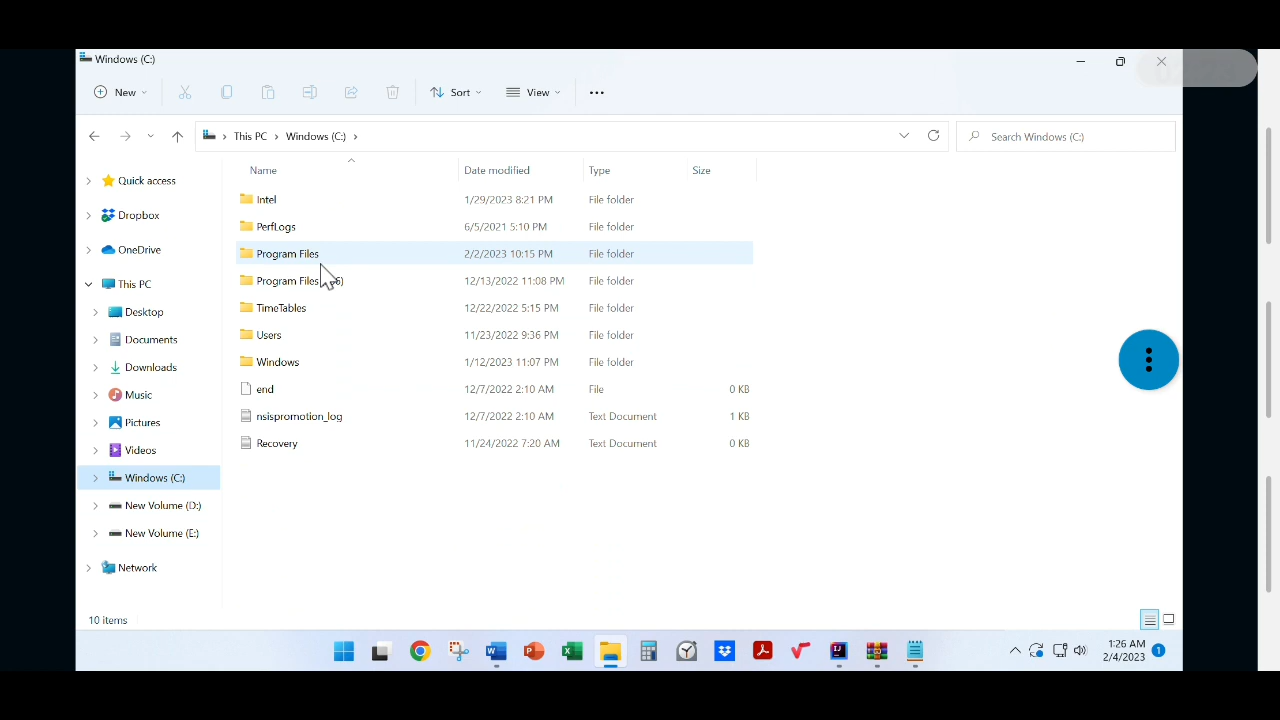 Windows (C:)
New Sort View
This PC Windows (C:) Search Windows (C:)
Name Date modified Type Size
Quick access
Dropbox
OneDrive
This PC
Desktop
Documents
Downloads
Music
Pictures
Videos
Windows (C:)
New Volume (D:)
New Volume (E:)
Network
Intel 1/29/2023 8:21 PM File folder
PerfLogs 6/5/2021 5:10 PM File folder
Program Files 2/2/2023 10:15 PM File folder
Program Files 12/13/2022 11:08 PM File folder
TimeTables 12/22/2022 5:15 PM File folder
Users 11/23/2022 9:36 PM File folder
Windows 1/12/2023 11:07 PM File folder
end 12/7/2022 2:10 AM File 0 KB
nsispromotion_log 12/7/2022 2:10 AM Text Document 1 KB
Recovery 11/24/2022 7:20 AM Text Document 0 KB
10 items
1:26 AM
2/4/2023 1